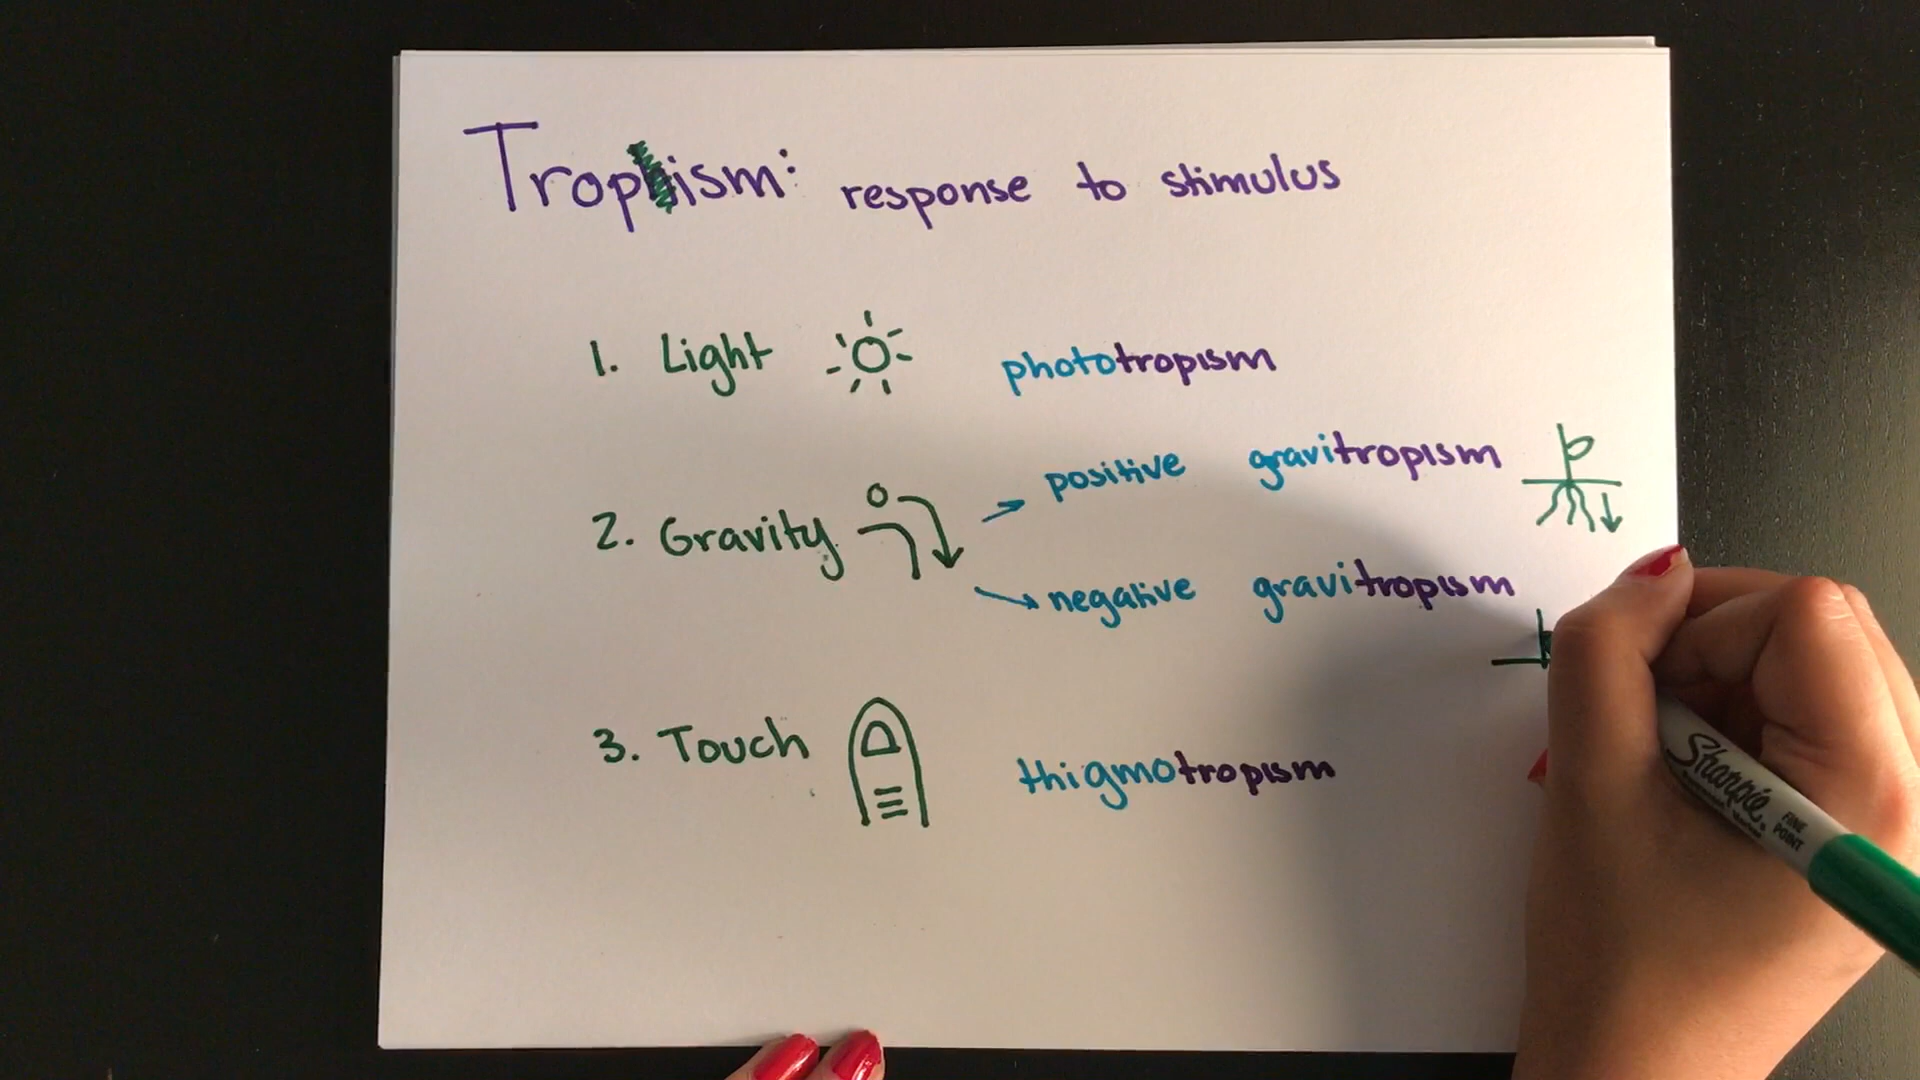 Tropism: response to stimulus
1. Light phototropism
positive gravitropism
2. Gravity
negative gravitropism
3. Touch thigmotropism
Sharpie
FINE POINT